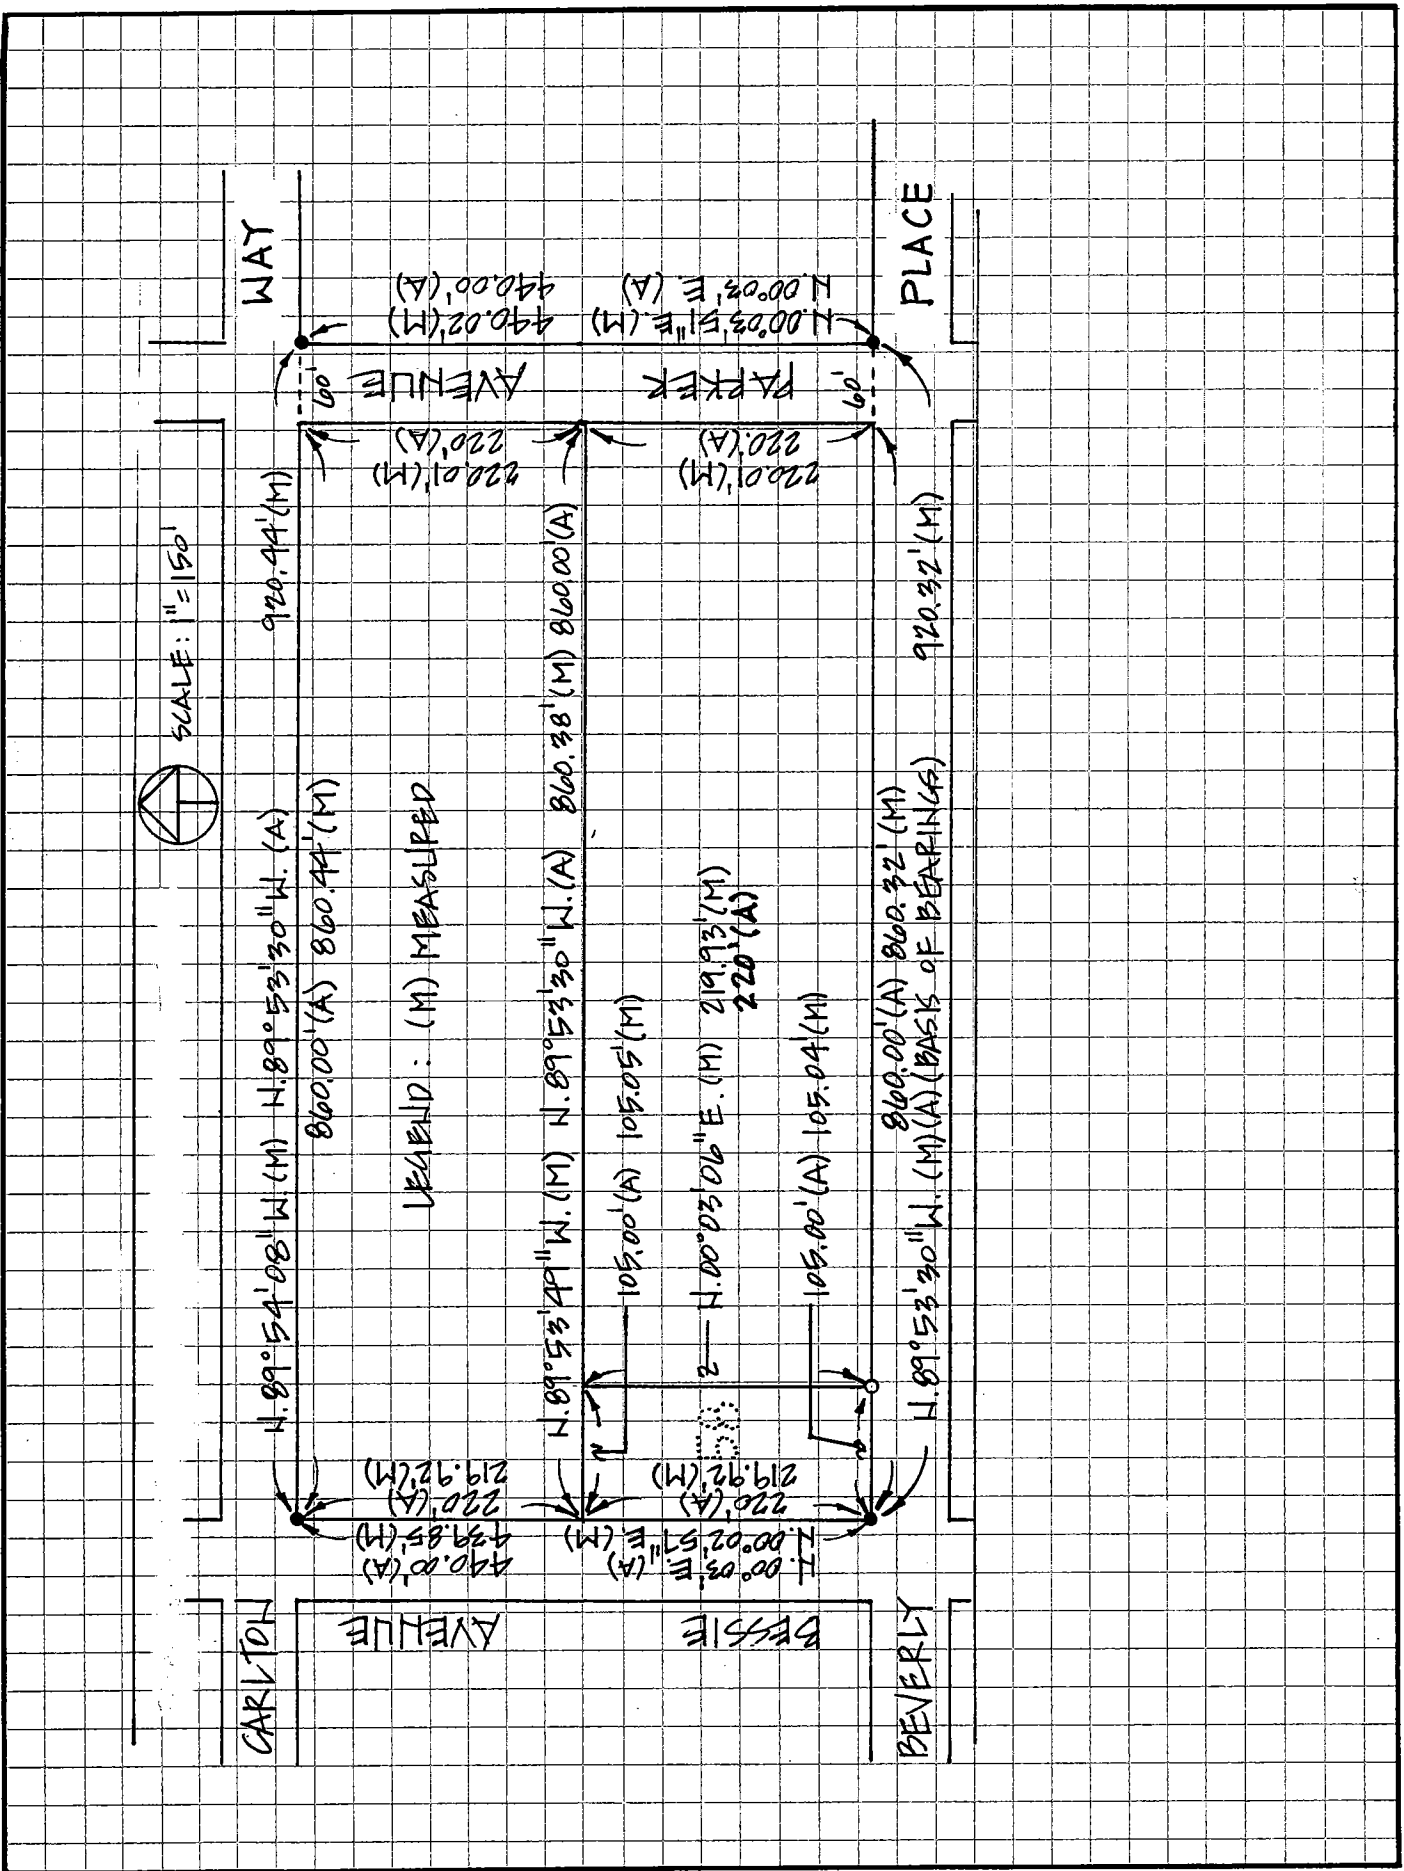 SCALE: 1"=150'
CARLTON WAY
N.89°54'08"W.(M) N.89°53'30"W.(A) 920.44'(M)
860.00'(A) 860.44'(M)
60'
LEGEND: (M) MEASURED
BESSIE AVENUE
N.00°03'E.(A) 440.00'(A)
N.00°02'57"E.(M) 439.85'(M)
220'(A)
219.92'(M)
220'(A)
219.92'(M)
N.89°53'49"W.(M) N.89°53'30"W.(A) 860.38'(M) 860.00'(A)
105.00'(A) 105.05'(M)
N.00°03'06"E.(M) 219.93'(M)
220'(A)
105.00'(A) 105.04'(M)
220.01'(M)
220'(A)
220.01'(M)
220'(A)
PARKER AVENUE
N.00°03'51"E.(M) 440.02'(M)
N.00°03'E.(A) 440.00'(A)
60'
860.00'(A) 860.32'(M)
N.89°53'30"W.(M)(A)(BASIS OF BEARINGS) 920.32'(M)
BEVERLY PLACE